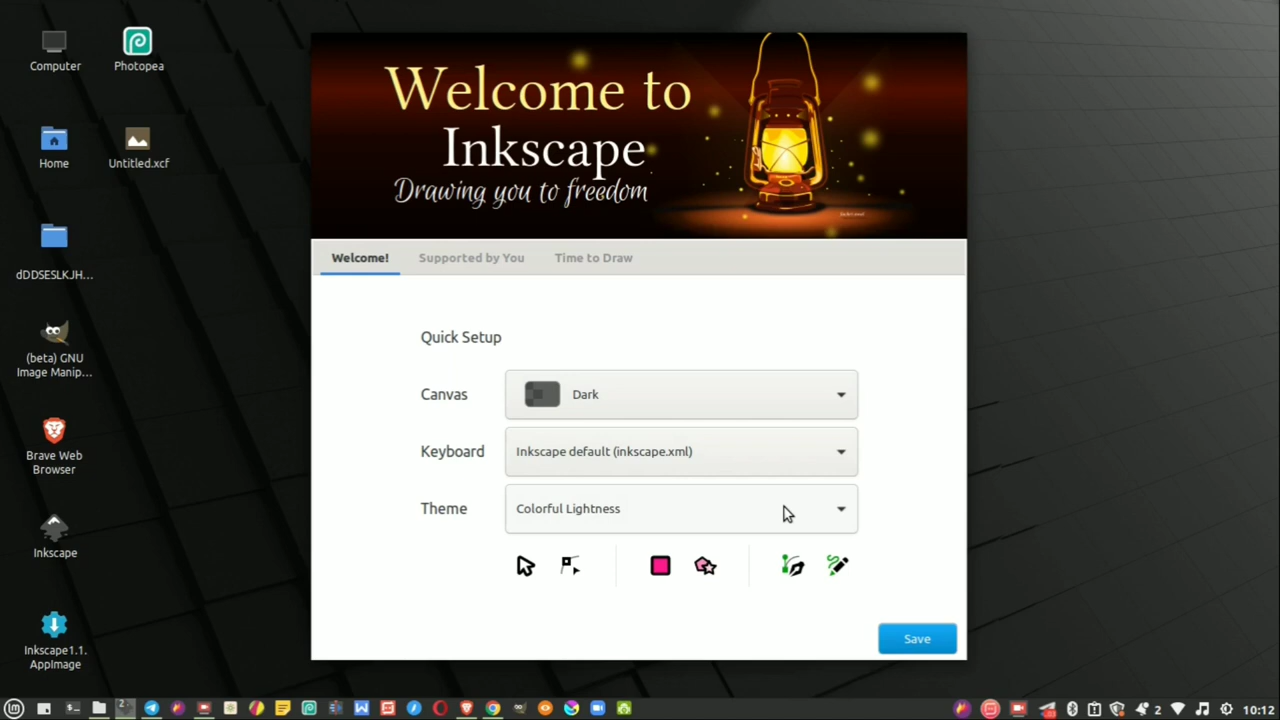 Computer
Photopea
Home
Untitled.xcf
dDDSESLKJH...
(beta) GNU
Image Manip...
Brave Web
Browser
Inkscape
Inkscape1.1.
AppImage
Welcome to
Inkscape
Drawing you to freedom
Welcome!
Supported by You
Time to Draw
Quick Setup
Canvas
Dark
Keyboard
Inkscape default (inkscape.xml)
Theme
Colorful Lightness
Save
2
10:12